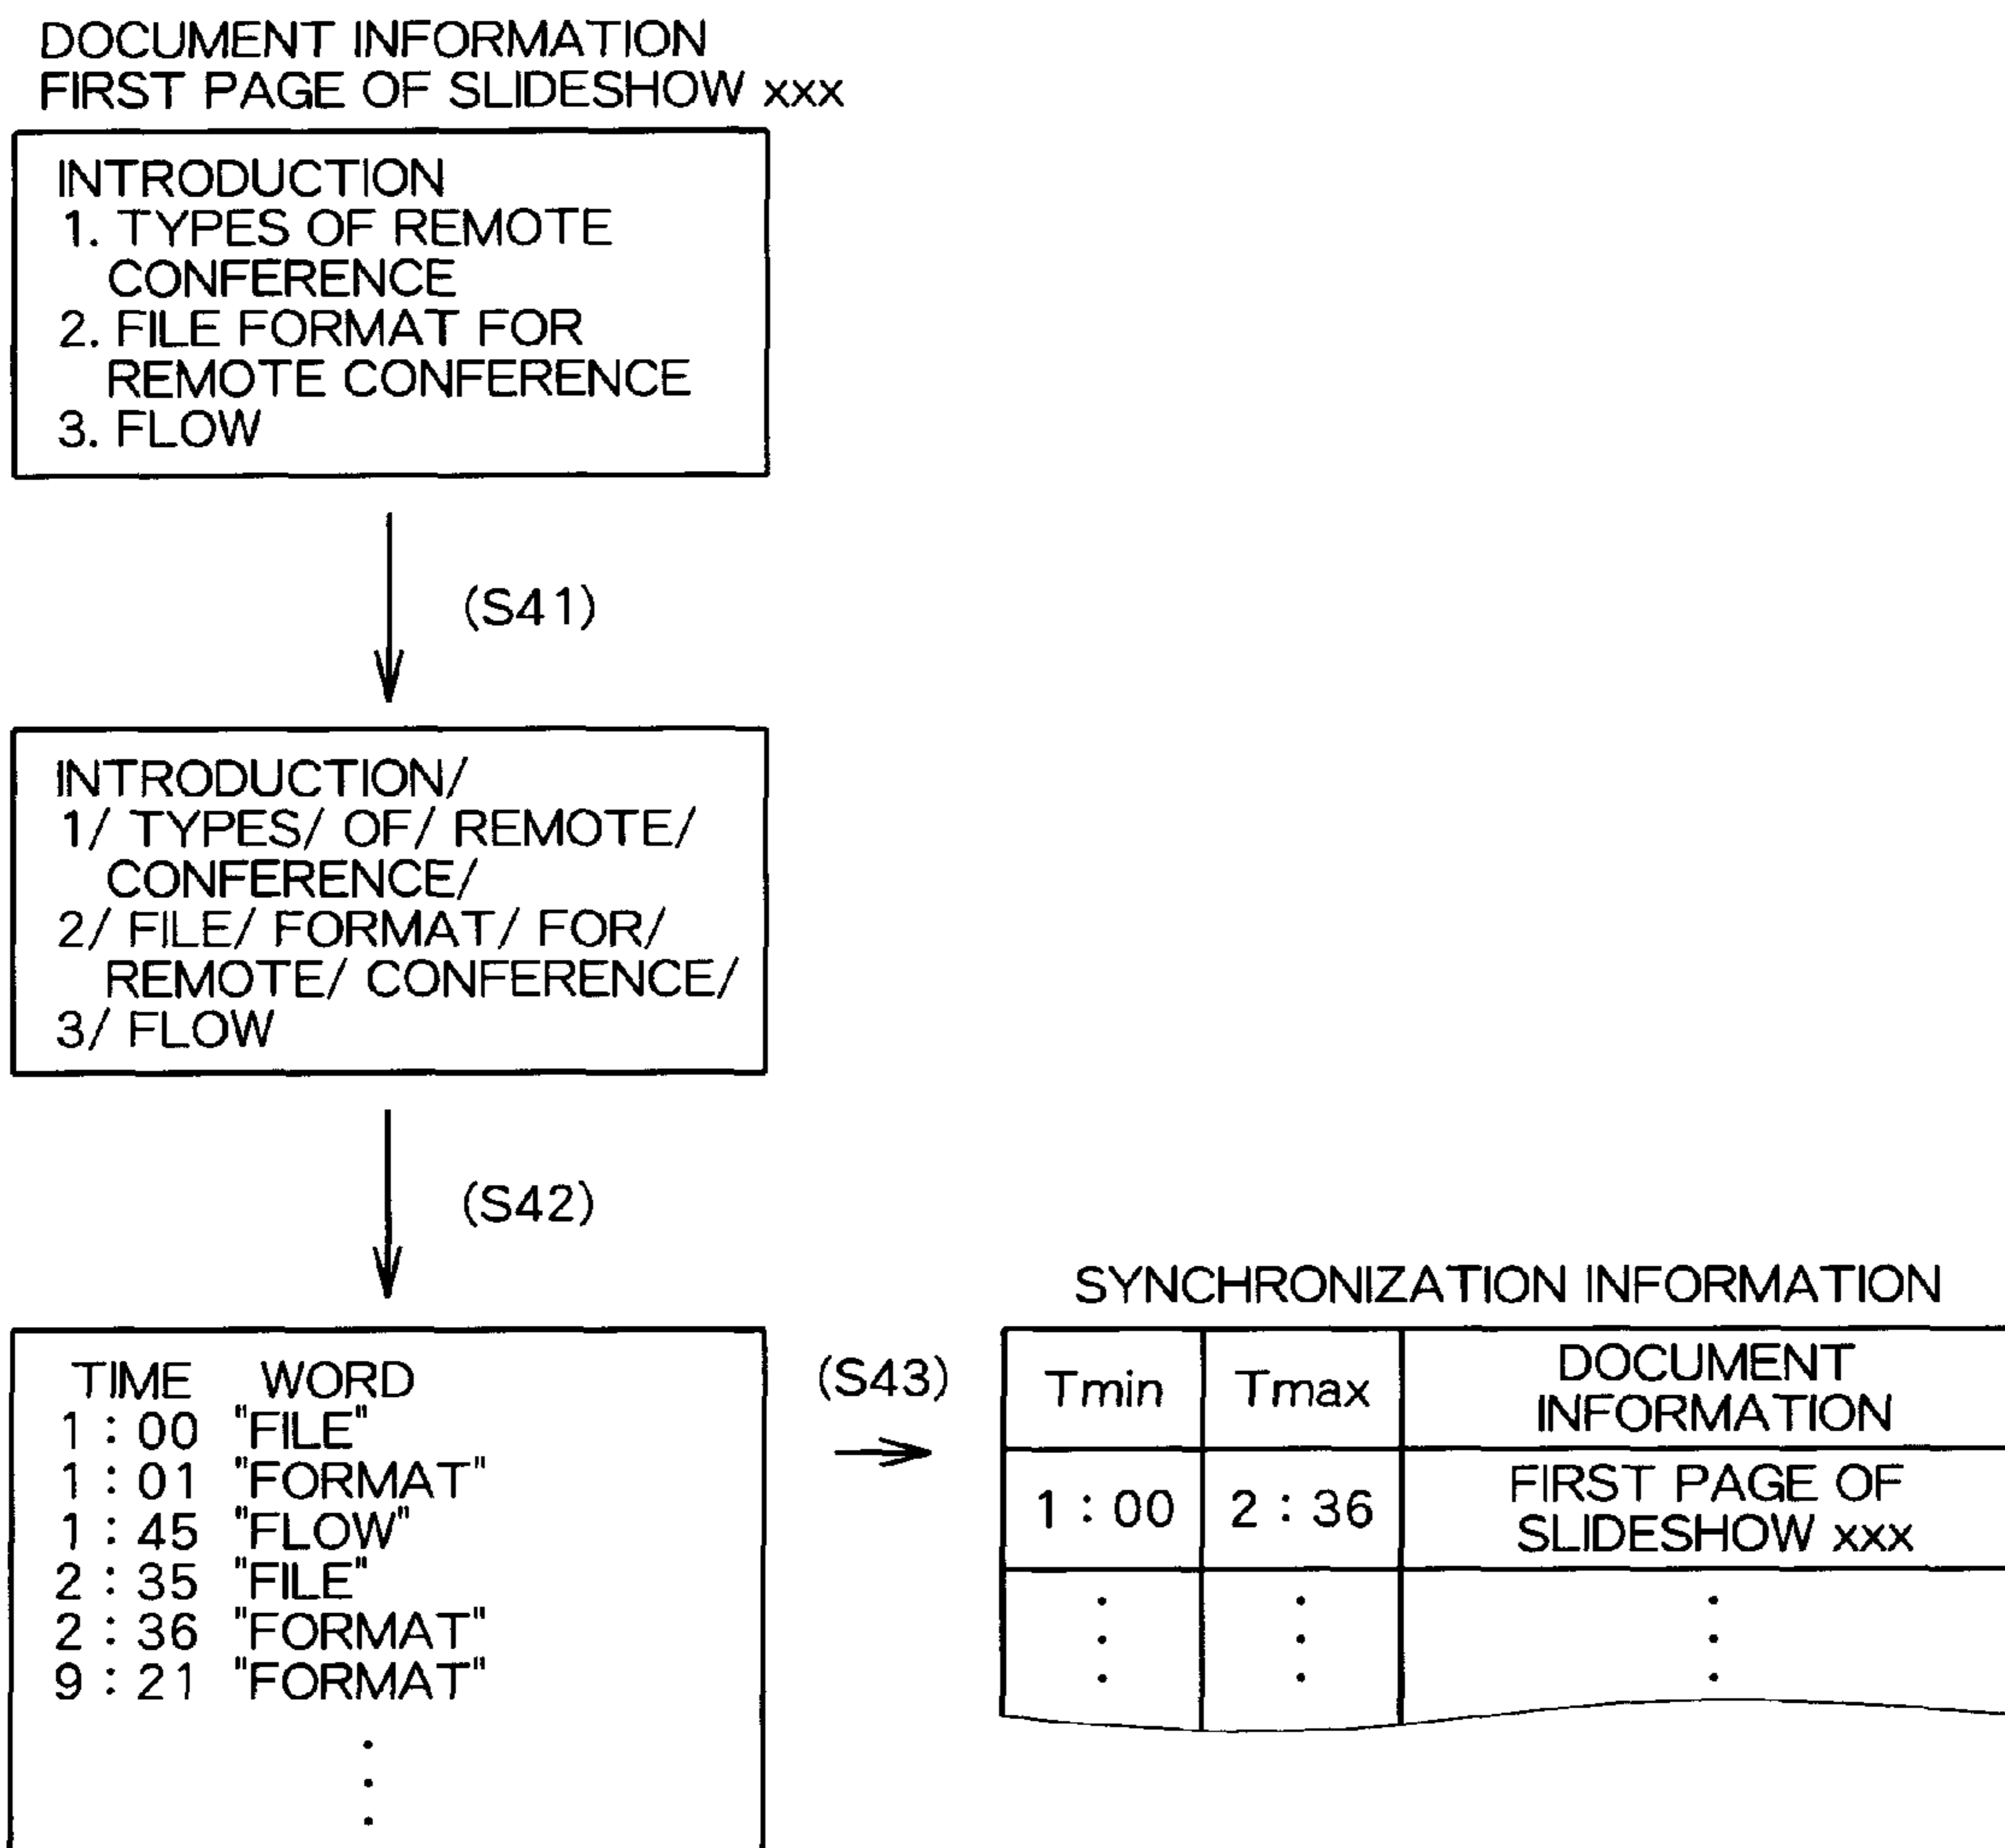 DOCUMENT INFORMATION
FIRST PAGE OF SLIDESHOW xxx
INTRODUCTION
1. TYPES OF REMOTE
CONFERENCE
2. FILE FORMAT FOR
REMOTE CONFERENCE
3. FLOW
(S41)
INTRODUCTION/
1/ TYPES/ OF/ REMOTE/
CONFERENCE/
2/ FILE/ FORMAT/ FOR/
REMOTE/ CONFERENCE/
3/ FLOW
(S42)
TIME WORD
1 : 00 "FILE"
1 : 01 "FORMAT"
1 : 45 "FLOW"
2 : 35 "FILE"
2 : 36 "FORMAT"
9 : 21 "FORMAT"
(S43)
SYNCHRONIZATION INFORMATION
Tmin Tmax DOCUMENT
INFORMATION
1 : 00 2 : 36 FIRST PAGE OF
SLIDESHOW xxx